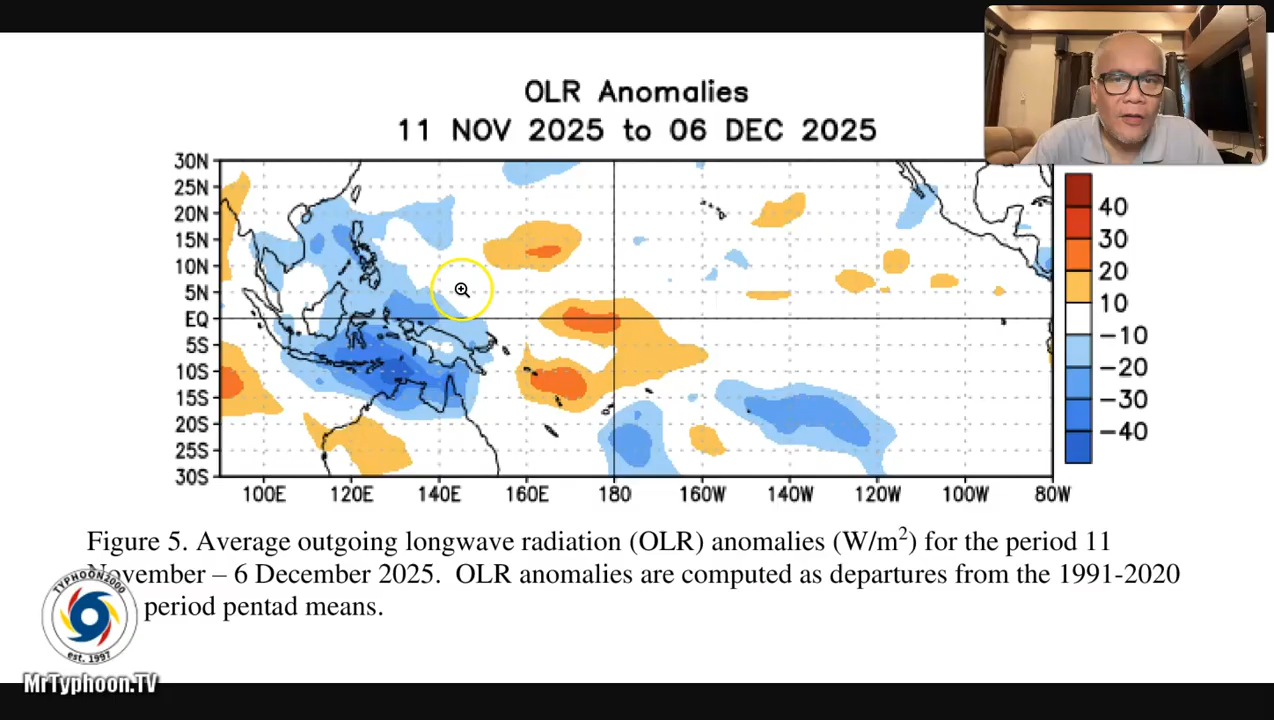 OLR Anomalies
11 NOV 2025 to 06 DEC 2025
30N
25N
20N
15N
10N
5N
EQ
5S
10S
15S
20S
25S
30S
100E 120E 140E 160E 180 160W 140W 120W 100W 80W
40
30
20
10
-10
-20
-30
-40
Figure 5. Average outgoing longwave radiation (OLR) anomalies (W/m²) for the period 11
November – 6 December 2025. OLR anomalies are computed as departures from the 1991-2020
period pentad means.
TYPHOON2000
est. 1997
MrTyphoon.TV